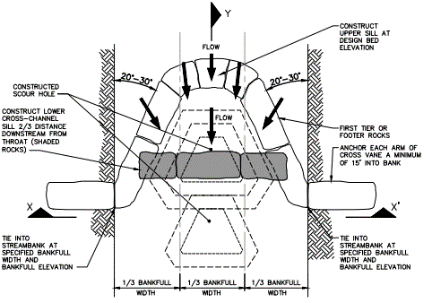 Y
CONSTRUCT
UPPER SILL AT
DESIGN BED
ELEVATION
FLOW
20°-30°
20°-30°
CONSTRUCTED
SCOUR HOLE
CONSTRUCT LOWER
CROSS-CHANNEL
SILL 2/3 DISTANCE
DOWNSTREAM FROM
THROAT (SHADED
ROCKS)
FLOW
FIRST TIER OR
FOOTER ROCKS
ANCHOR EACH ARM OF
CROSS VANE A MINIMUM
OF 15' INTO BANK
X
X'
TIE INTO
STREAMBANK AT
SPECIFIED BANKFULL
WIDTH AND
BANKFULL ELEVATION
TIE INTO
STREAMBANK AT
SPECIFIED BANKFULL
WIDTH AND
BANKFULL ELEVATION
1/3 BANKFULL
WIDTH
1/3 BANKFULL
WIDTH
1/3 BANKFULL
WIDTH